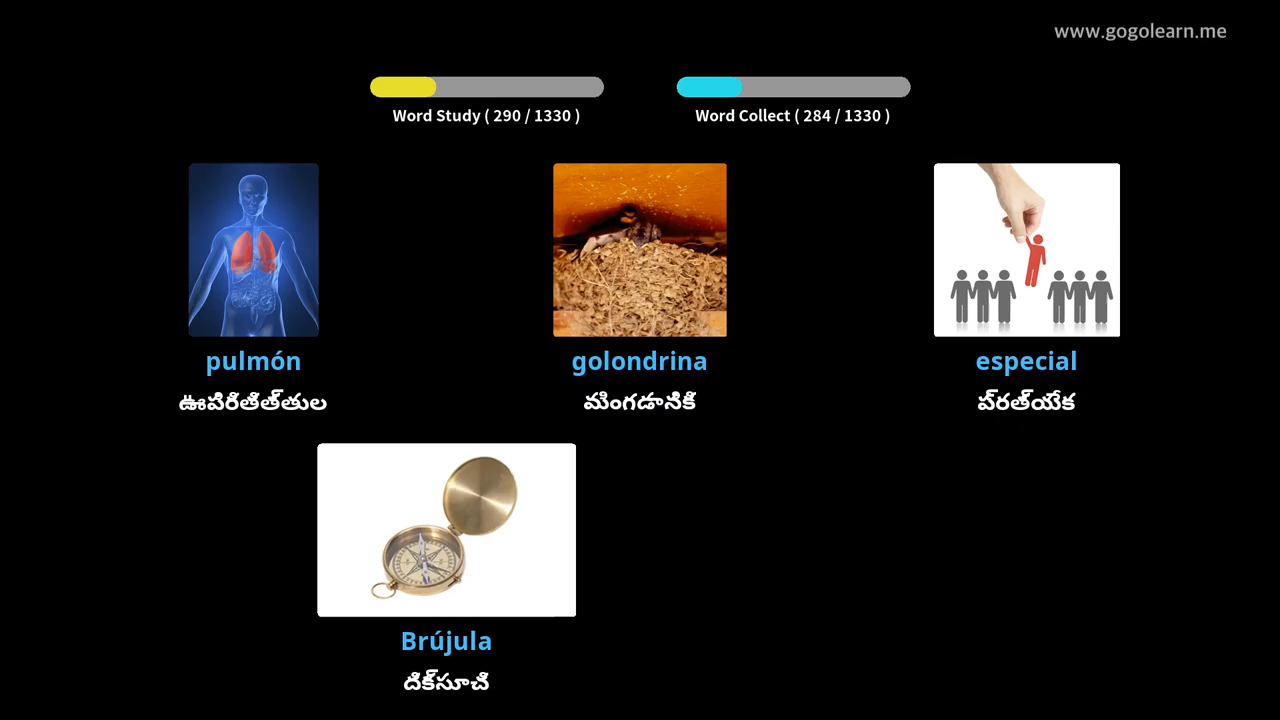 www.gogolearn.me
Word Study ( 290 / 1330 )
Word Collect ( 284 / 1330 )
pulmón
golondrina
especial
ఊపిరితిత్తుల
మింగడానికి
ప్రత్యేక
Brújula
దిక్సూచి